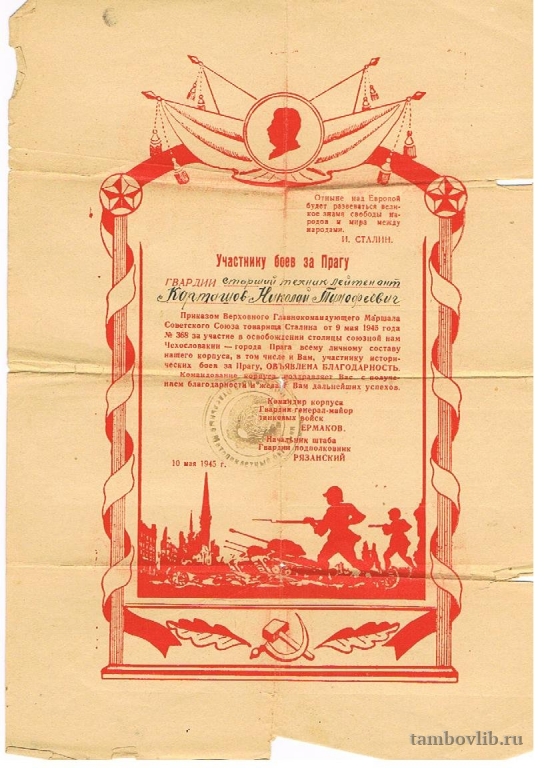 Отныне над Европой
будет развеваться вели-
кое знамя свободы на-
родов и мира между
народами.
И. СТАЛИН.
Участнику боев за Прагу
ГВАРДИИ старший техник лейтенант
Карташов Николай Тимофеевич
Приказом Верховного Главнокомандующего Маршала
Советского Союза товарища Сталина от 9 мая 1945 года
№ 368 за участие в освобождении столицы союзной нам
Чехословакии — города Прага всему личному составу
нашего корпуса, в том числе и Вам, участнику истори-
ческих боев за Прагу, ОБЪЯВЛЕНА БЛАГОДАРНОСТЬ.
Командование корпуса поздравляет Вас с получе-
нием благодарности и желает Вам дальнейших успехов.
Командир корпуса
Гвардии генерал-майор
танковых войск
ЕРМАКОВ.
Начальник штаба
Гвардии подполковник
РЯЗАНСКИЙ
10 мая 1945 г.
tambovlib.ru